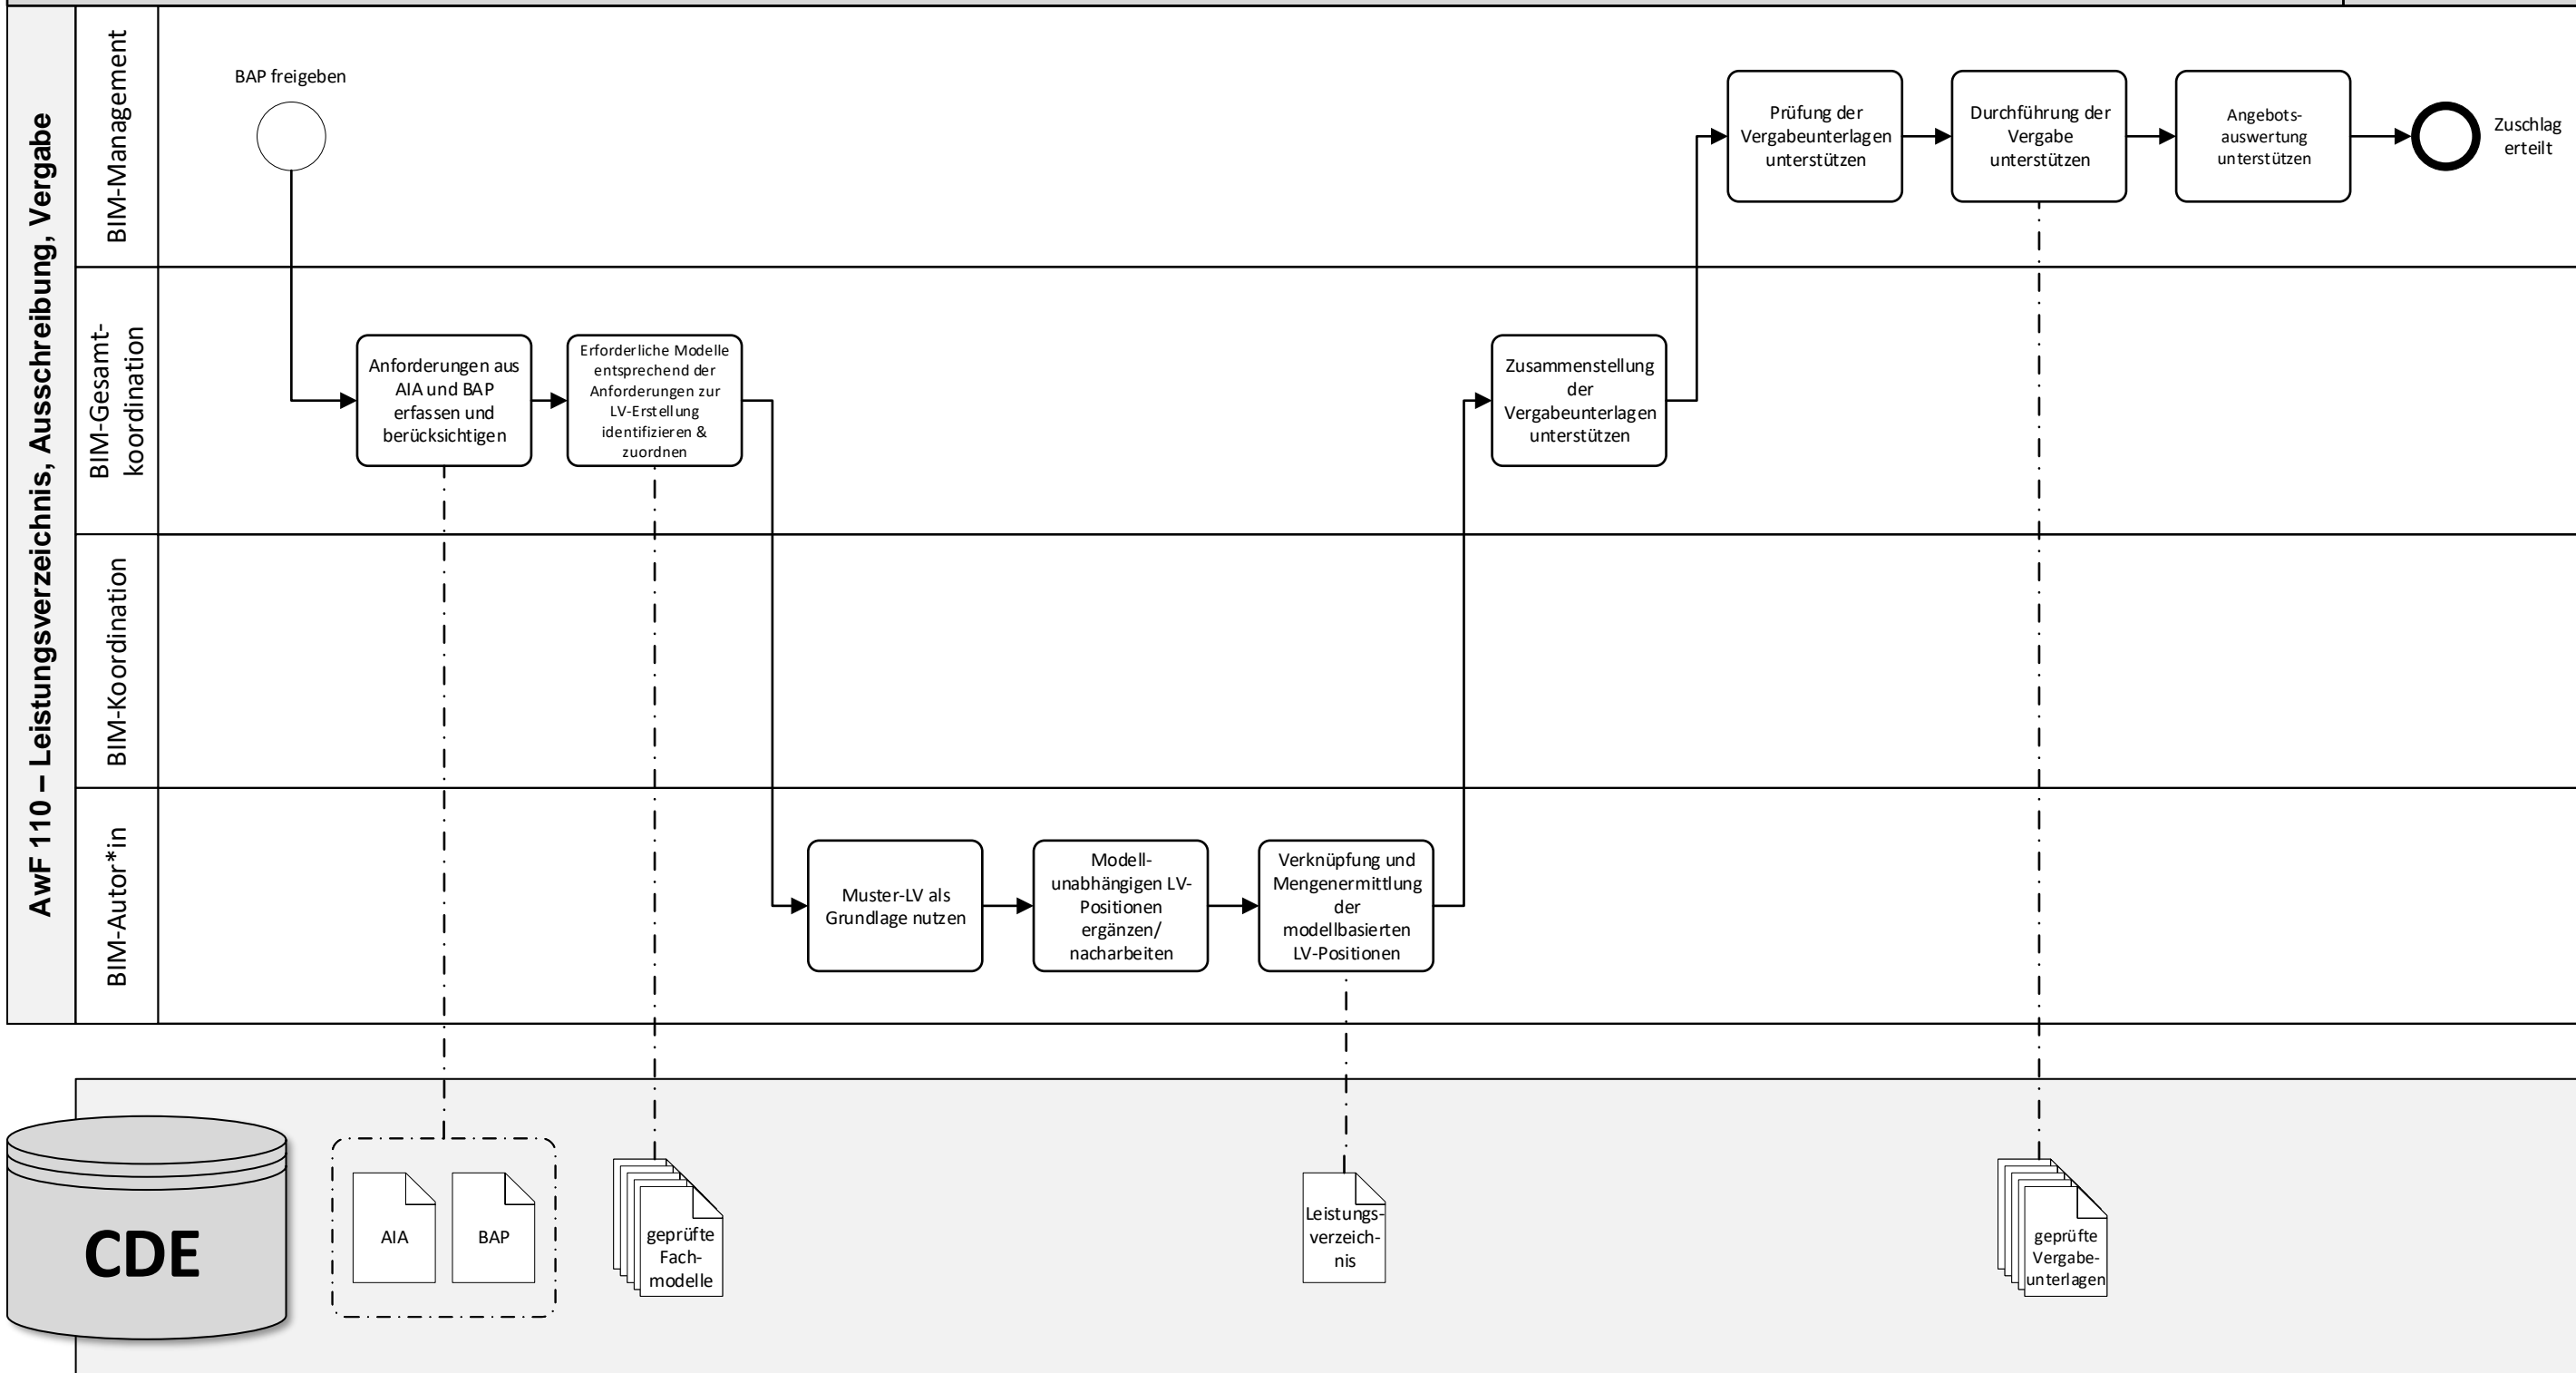 AwF 110 – Leistungsverzeichnis, Ausschreibung, Vergabe
BIM-Management
BAP freigeben
Prüfung der
Vergabeunterlagen
unterstützen
Durchführung der
Vergabe
unterstützen
Angebots-
auswertung
unterstützen
Zuschlag
erteilt
BIM-Gesamt-
koordination
Anforderungen aus
AIA und BAP
erfassen und
berücksichtigen
Erforderliche Modelle
entsprechend der
Anforderungen zur
LV-Erstellung
identifizieren &
zuordnen
Zusammenstellung
der
Vergabeunterlagen
unterstützen
BIM-Koordination
BIM-Autor*in
Muster-LV als
Grundlage nutzen
Modell-
unabhängigen LV-
Positionen
ergänzen/
nacharbeiten
Verknüpfung und
Mengenermittlung
der
modellbasierten
LV-Positionen
CDE
AIA
BAP
geprüfte
Fach-
modelle
Leistungs-
verzeich-
nis
geprüfte
Vergabe-
unterlagen